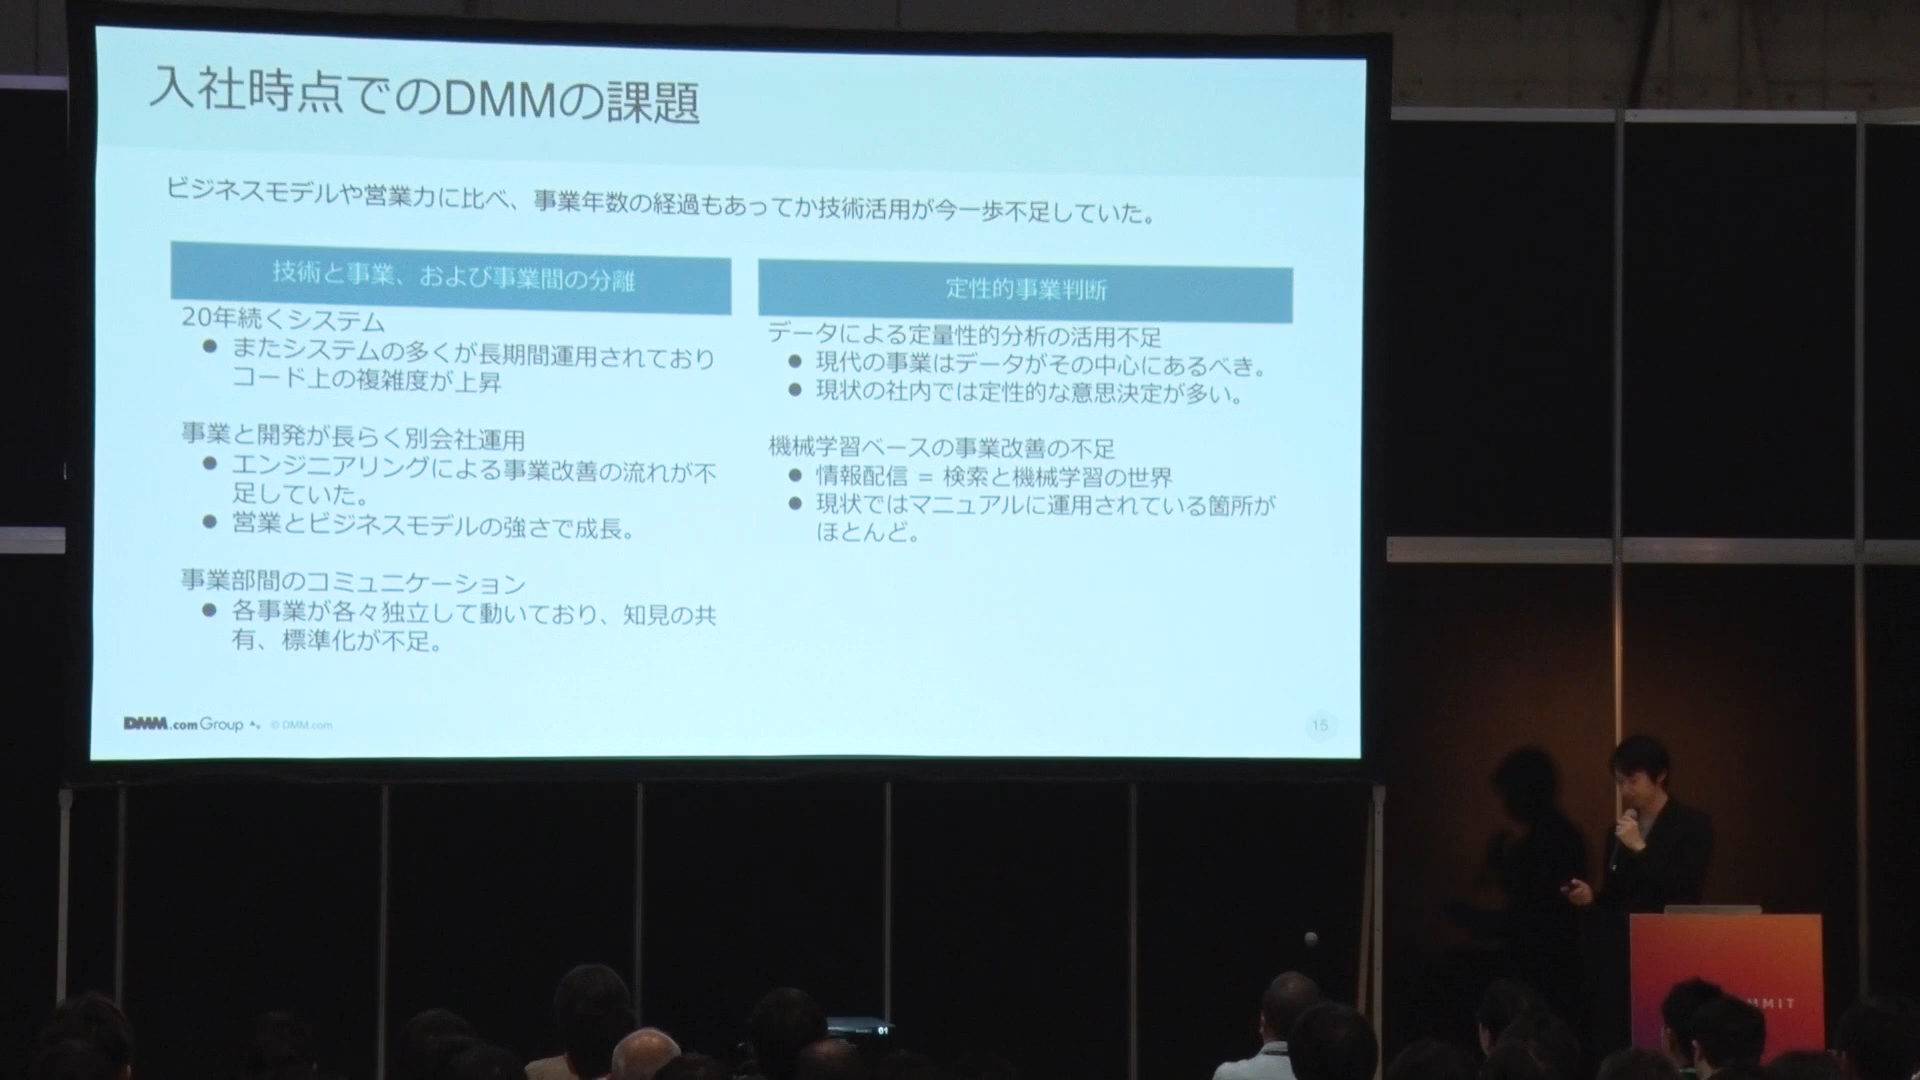 入社時点でのDMMの課題
ビジネスモデルや営業力に比べ、事業年数の経過もあってか技術活用が今一歩不足していた。
技術と事業、および事業間の分離
20年続くシステム
● またシステムの多くが長期間運用されており
コード上の複雑度が上昇
事業と開発が長らく別会社運用
● エンジニアリングによる事業改善の流れが不
足していた。
● 営業とビジネスモデルの強さで成長。
事業部間のコミュニケーション
● 各事業が各々独立して動いており、知見の共
有、標準化が不足。
定性的事業判断
データによる定量性的分析の活用不足
● 現代の事業はデータがその中心にあるべき。
● 現状の社内では定性的な意思決定が多い。
機械学習ベースの事業改善の不足
● 情報配信 = 検索と機械学習の世界
● 現状ではマニュアルに運用されている箇所が
ほとんど。
DMM.com Group © DMM.com
15